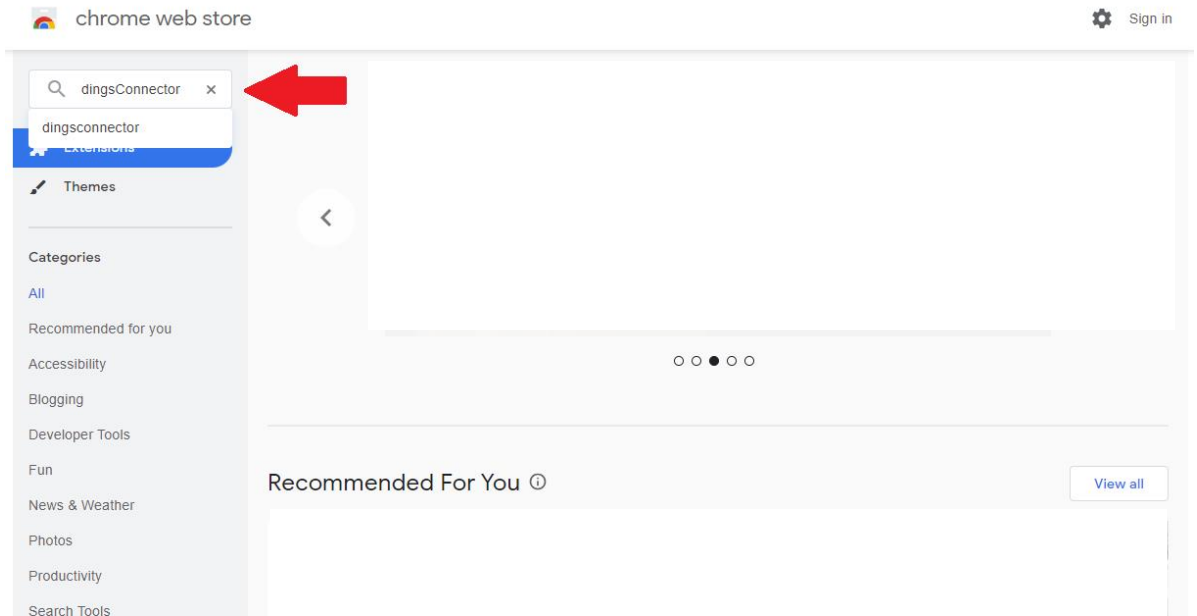 chrome web store
Sign in
dingsConnector
dingsconnector
Extensions
Themes
Categories
All
Recommended for you
Accessibility
Blogging
Developer Tools
Fun
News & Weather
Photos
Productivity
Search Tools
Recommended For You
View all